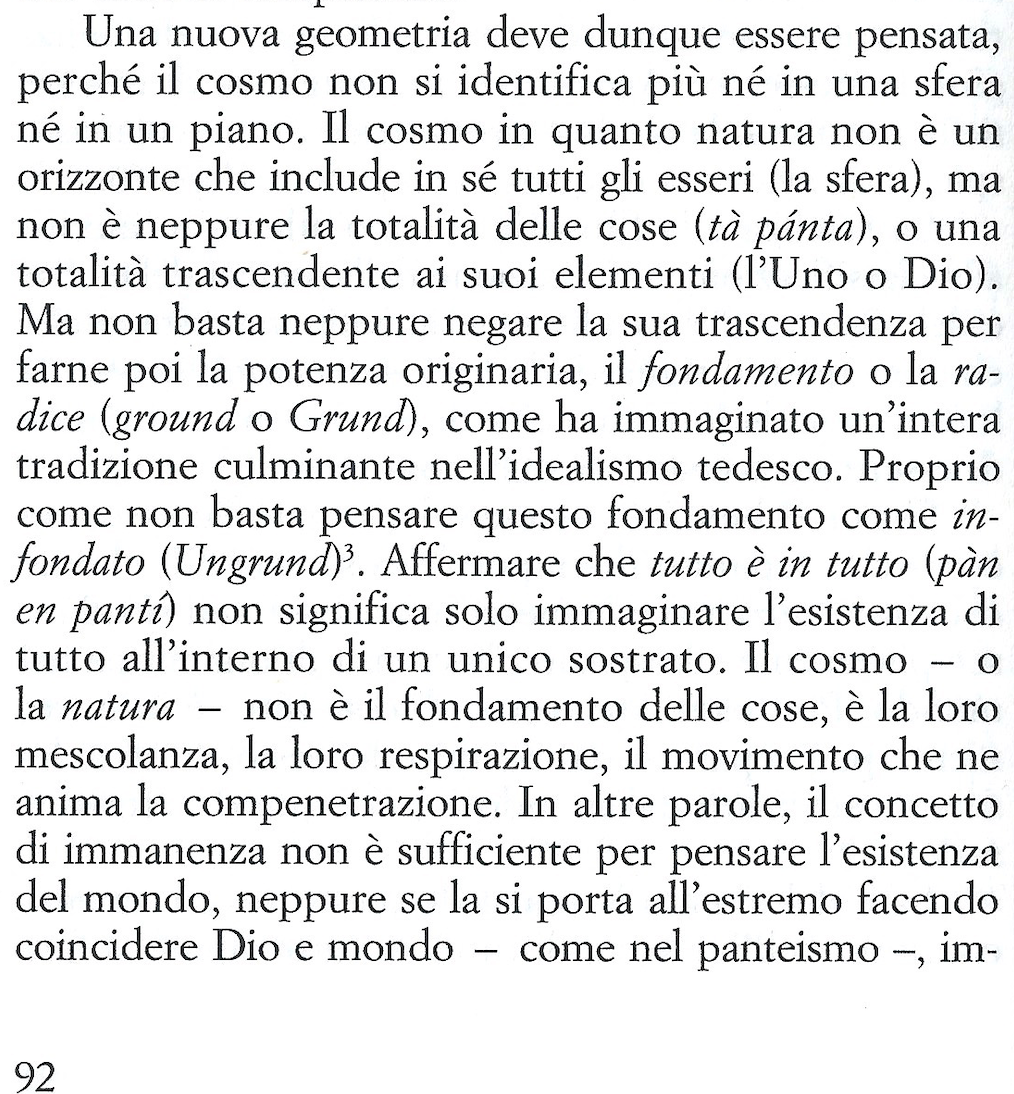 Una nuova geometria deve dunque essere pensata,
perché il cosmo non si identifica più né in una sfera
né in un piano. Il cosmo in quanto natura non è un
orizzonte che include in sé tutti gli esseri (la sfera), ma
non è neppure la totalità delle cose (tà pánta), o una
totalità trascendente ai suoi elementi (l’Uno o Dio).
Ma non basta neppure negare la sua trascendenza per
farne poi la potenza originaria, il fondamento o la ra-
dice (ground o Grund), come ha immaginato un’intera
tradizione culminante nell’idealismo tedesco. Proprio
come non basta pensare questo fondamento come in-
fondato (Ungrund)³. Affermare che tutto è in tutto (pàn
en pantí) non significa solo immaginare l’esistenza di
tutto all’interno di un unico sostrato. Il cosmo – o
la natura – non è il fondamento delle cose, è la loro
mescolanza, la loro respirazione, il movimento che ne
anima la compenetrazione. In altre parole, il concetto
di immanenza non è sufficiente per pensare l’esistenza
del mondo, neppure se la si porta all’estremo facendo
coincidere Dio e mondo – come nel panteismo –, im-
92